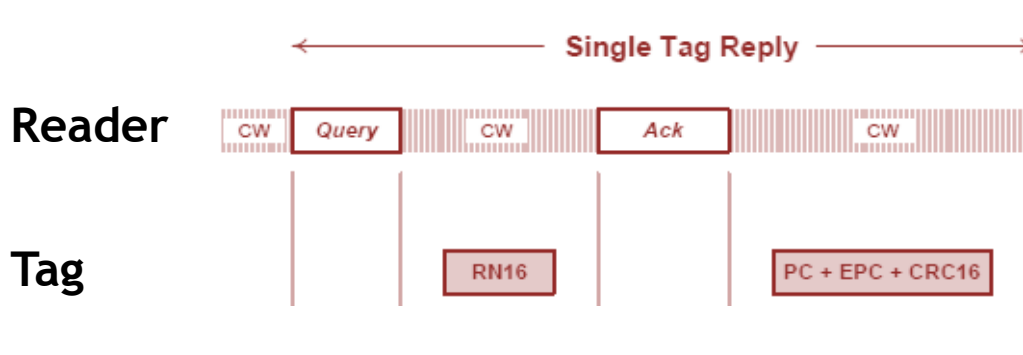 Single Tag Reply
Reader CW Query CW Ack CW
Tag RN16 PC + EPC + CRC16